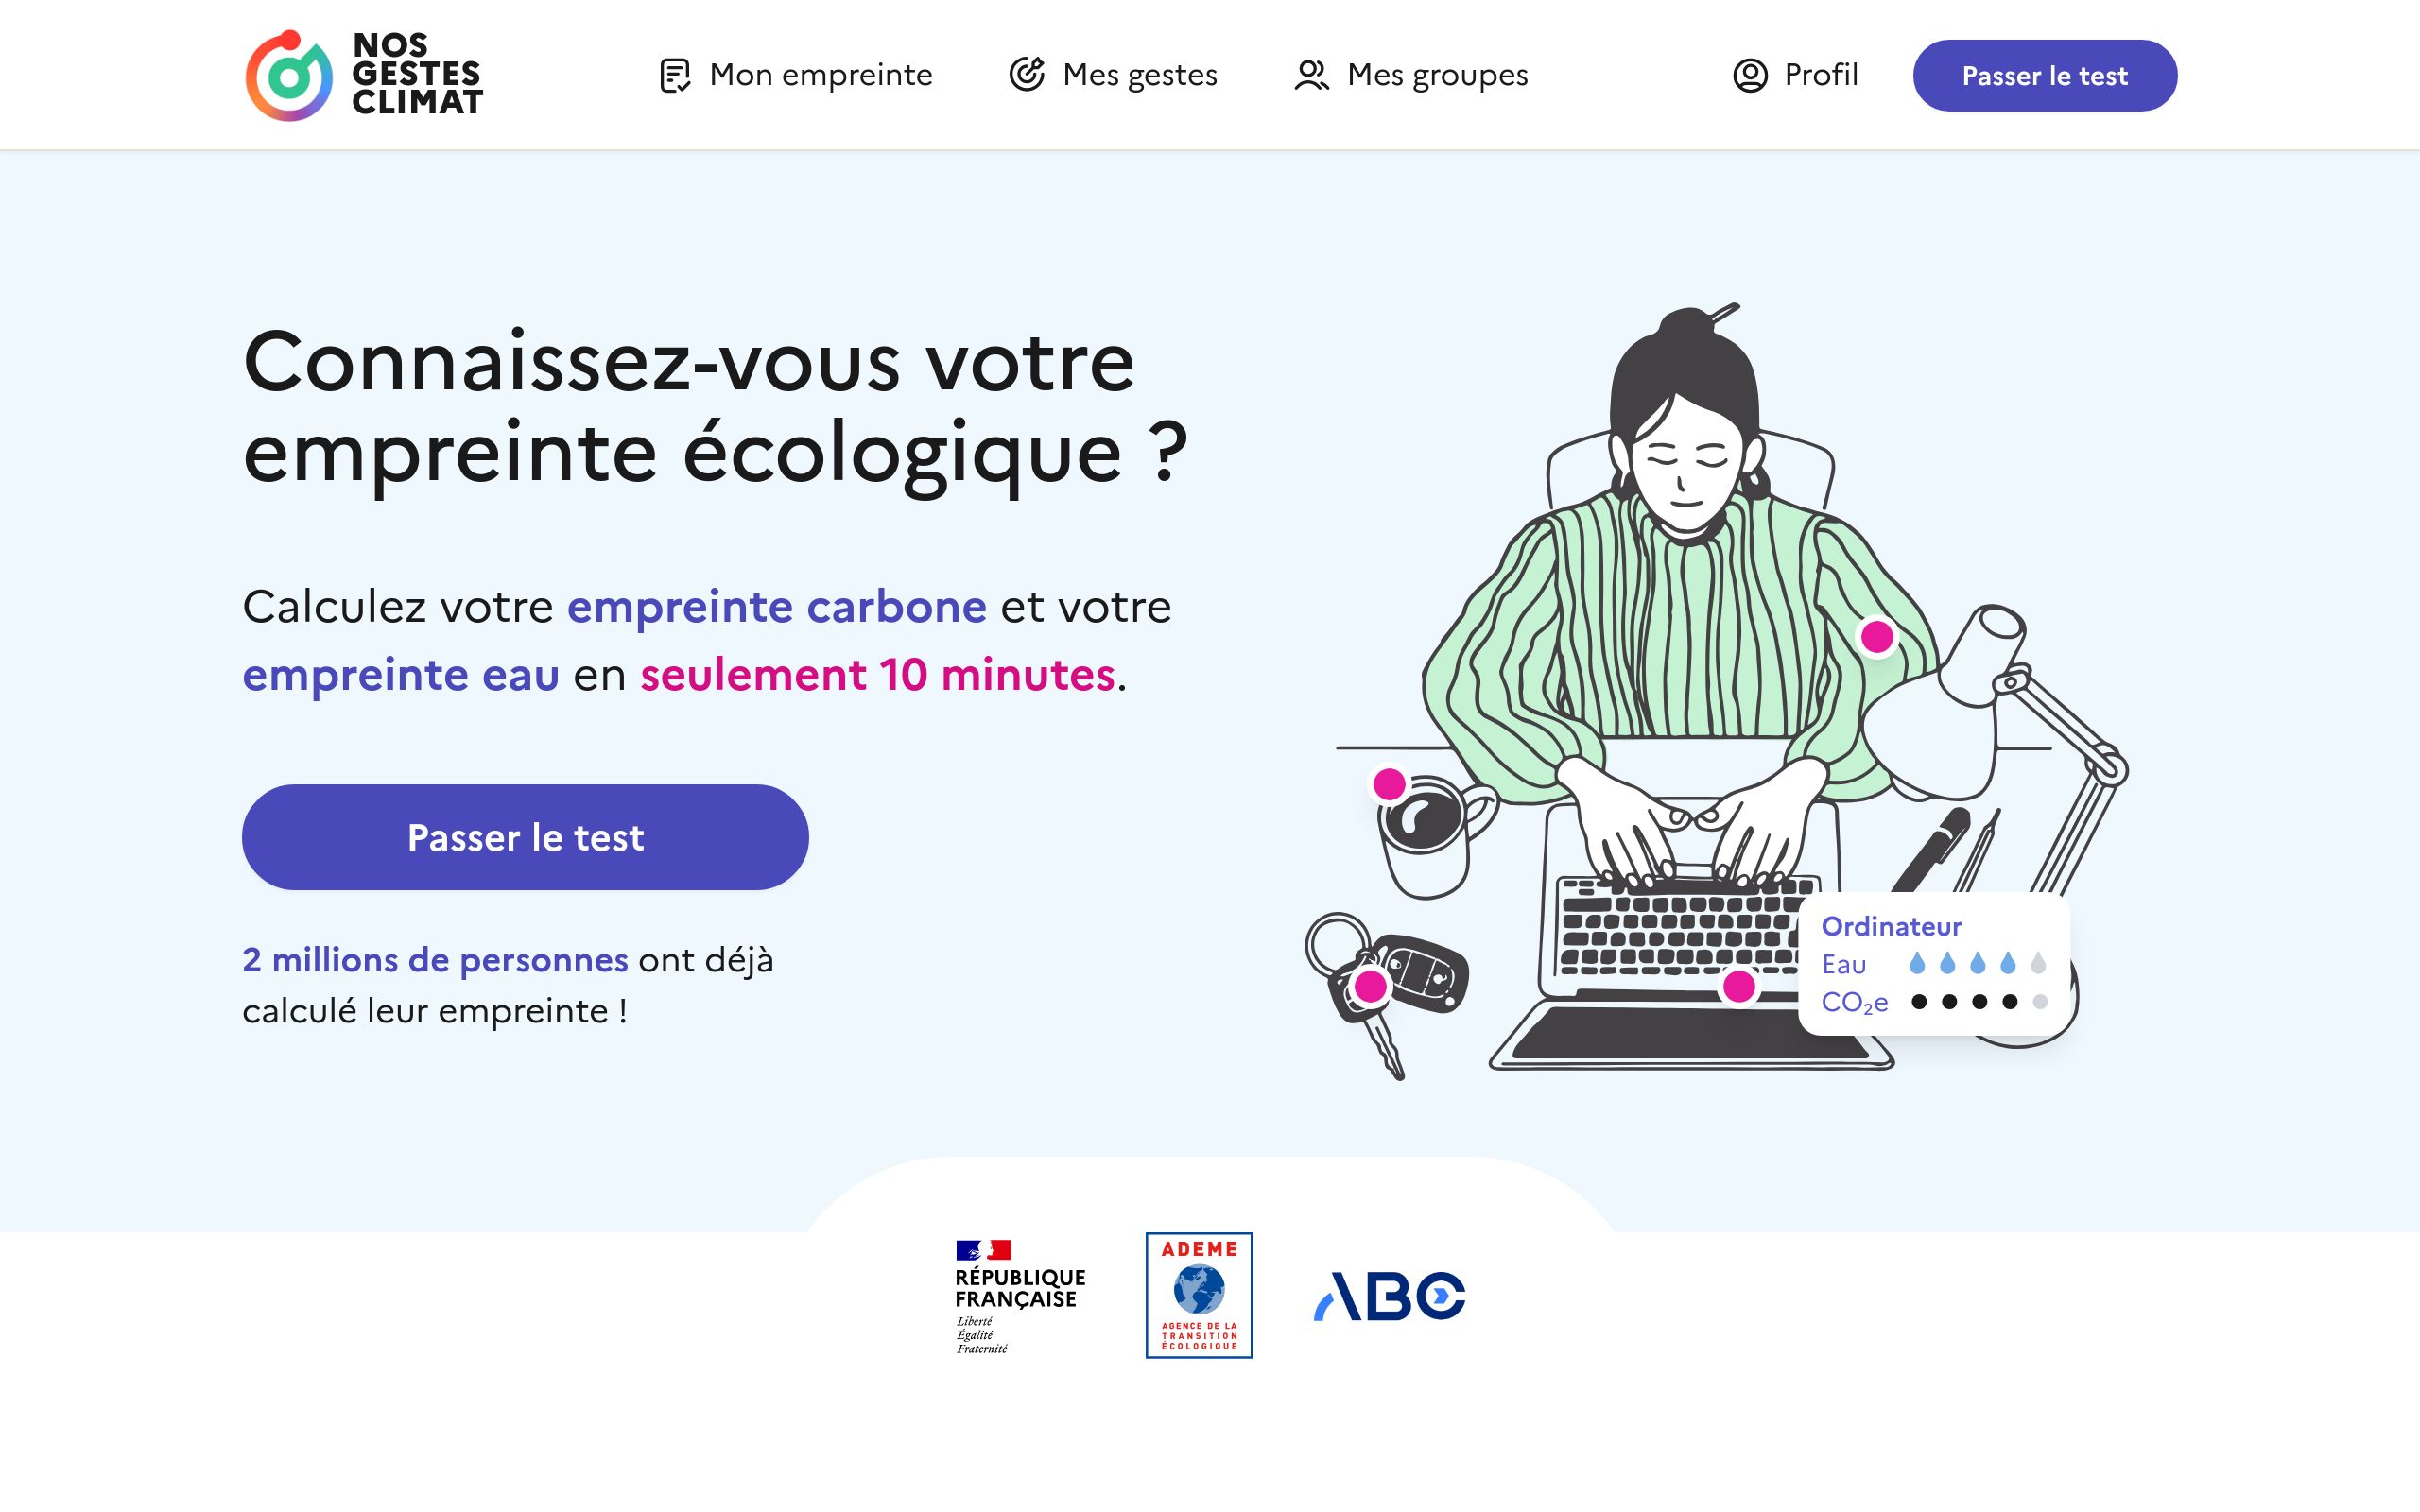 NOS
GESTES
CLIMAT
Mon empreinte
Mes gestes
Mes groupes
Profil
Passer le test
Connaissez-vous votre
empreinte écologique ?
Calculez votre empreinte carbone et votre
empreinte eau en seulement 10 minutes.
Passer le test
2 millions de personnes ont déjà
calculé leur empreinte !
Ordinateur
Eau
CO₂e
RÉPUBLIQUE
FRANÇAISE
Liberté
Égalité
Fraternité
ADEME
AGENCE DE LA
TRANSITION
ÉCOLOGIQUE
ABC